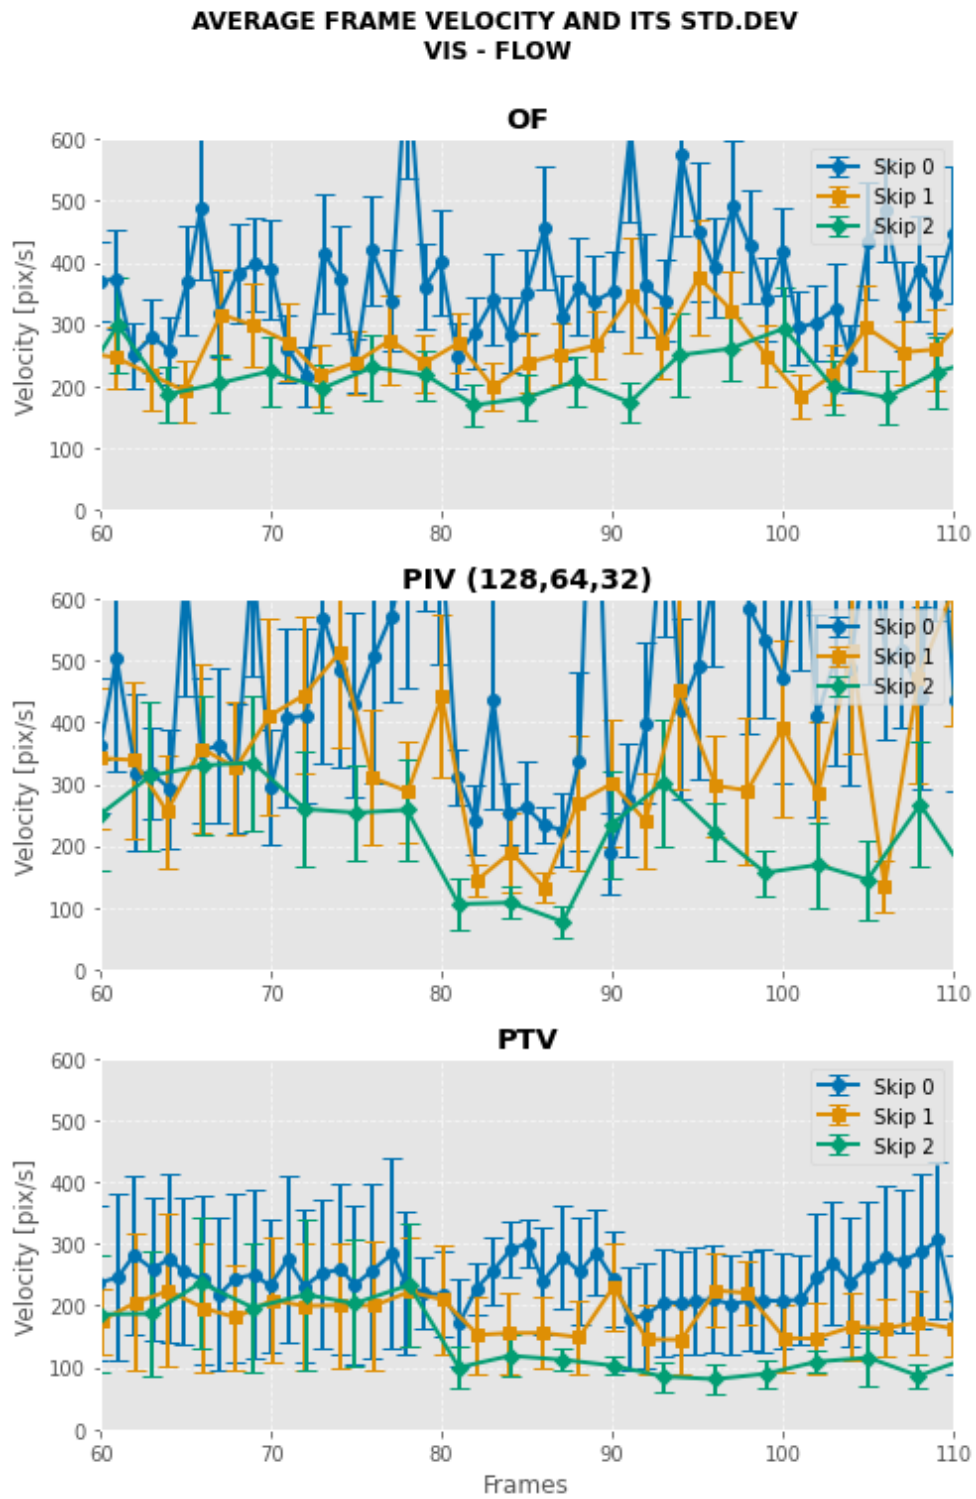 AVERAGE FRAME VELOCITY AND ITS STD.DEV
VIS - FLOW
OF
600
500
400
300
200
100
0
Velocity [pix/s]
Skip 0
Skip 1
Skip 2
60
70
80
90
100
110
PIV (128,64,32)
600
500
400
300
200
100
0
Velocity [pix/s]
Skip 0
Skip 1
Skip 2
60
70
80
90
100
110
PTV
600
500
400
300
200
100
0
Velocity [pix/s]
Skip 0
Skip 1
Skip 2
60
70
80
90
100
110
Frames